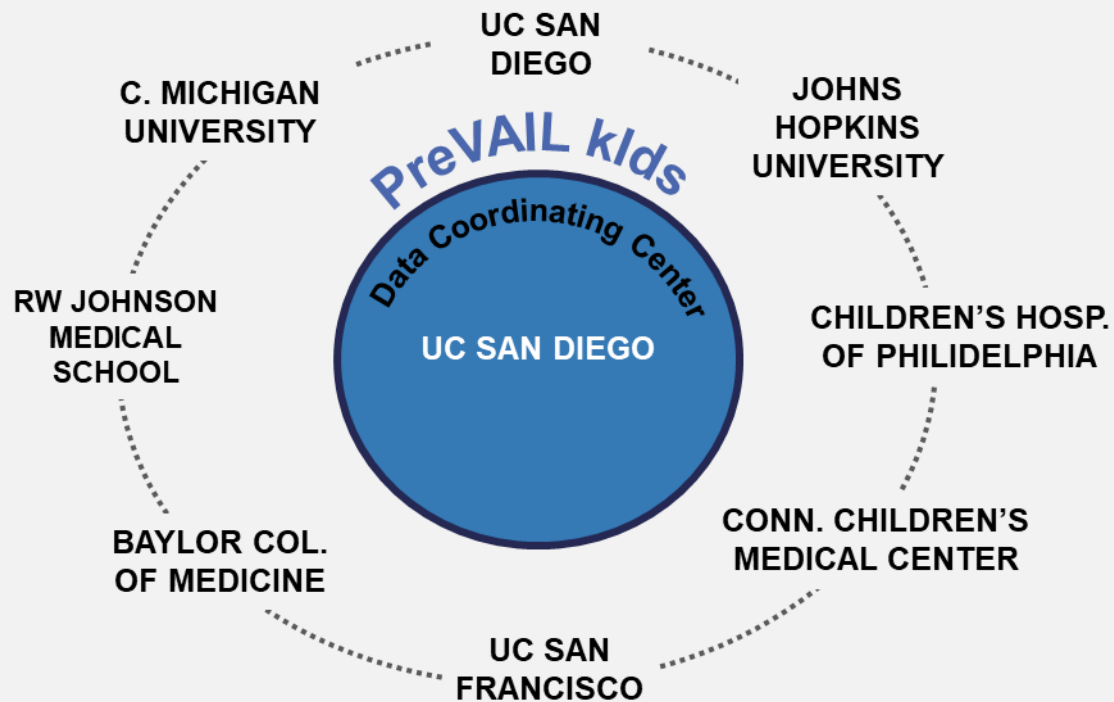 UC SAN
DIEGO
JOHNS
HOPKINS
UNIVERSITY
CHILDREN’S HOSP.
OF PHILIDELPHIA
CONN. CHILDREN’S
MEDICAL CENTER
UC SAN
FRANCISCO
BAYLOR COL.
OF MEDICINE
RW JOHNSON
MEDICAL
SCHOOL
C. MICHIGAN
UNIVERSITY
PreVAIL kIds
Data Coordinating Center
UC SAN DIEGO